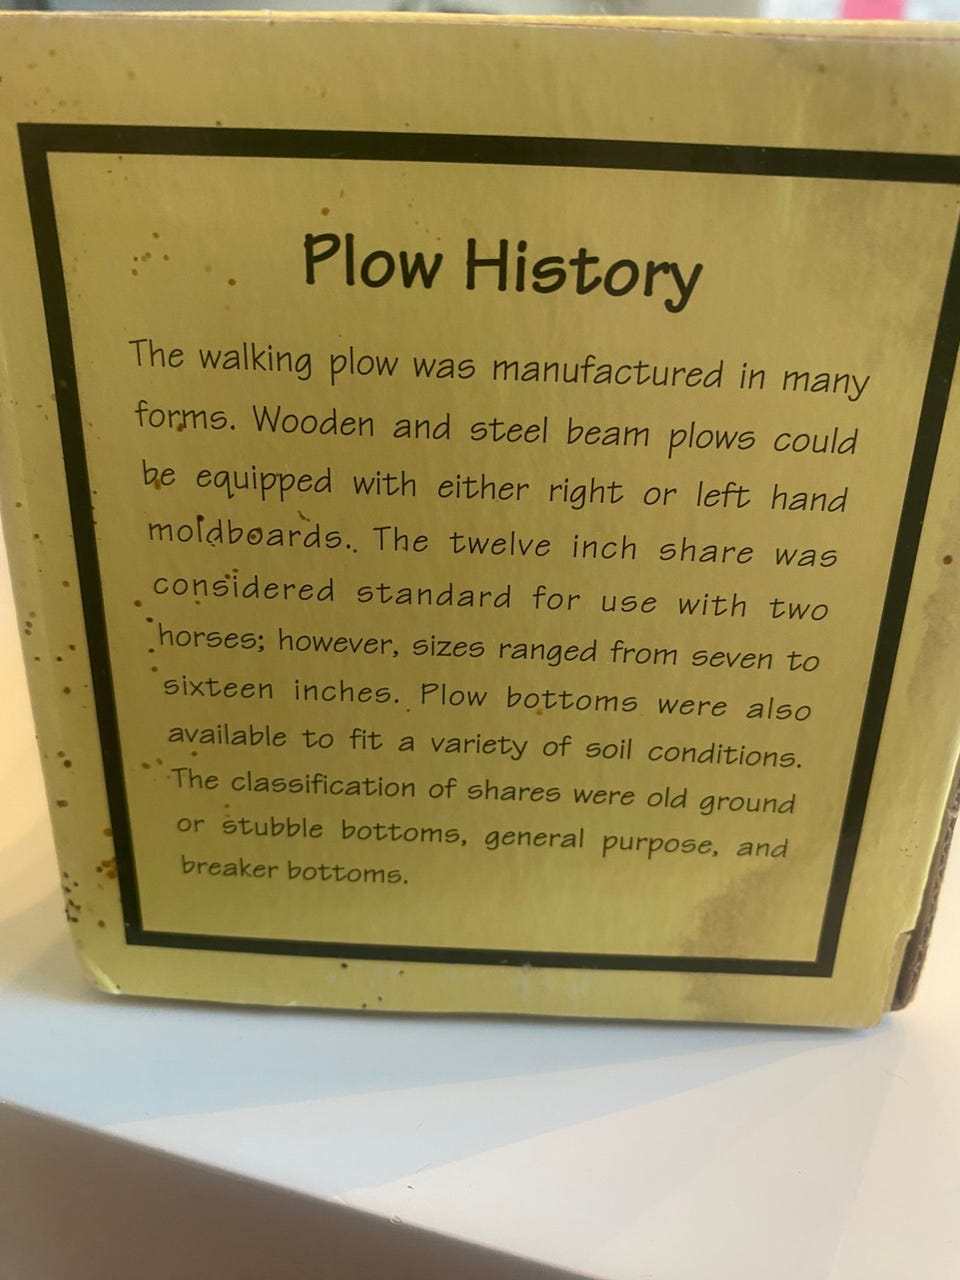 Plow History
The walking plow was manufactured in many
forms. Wooden and steel beam plows could
be equipped with either right or left hand
moldboards. The twelve inch share was
considered standard for use with two
horses; however, sizes ranged from seven to
sixteen inches. Plow bottoms were also
available to fit a variety of soil conditions.
The classification of shares were old ground
or stubble bottoms, general purpose, and
breaker bottoms.